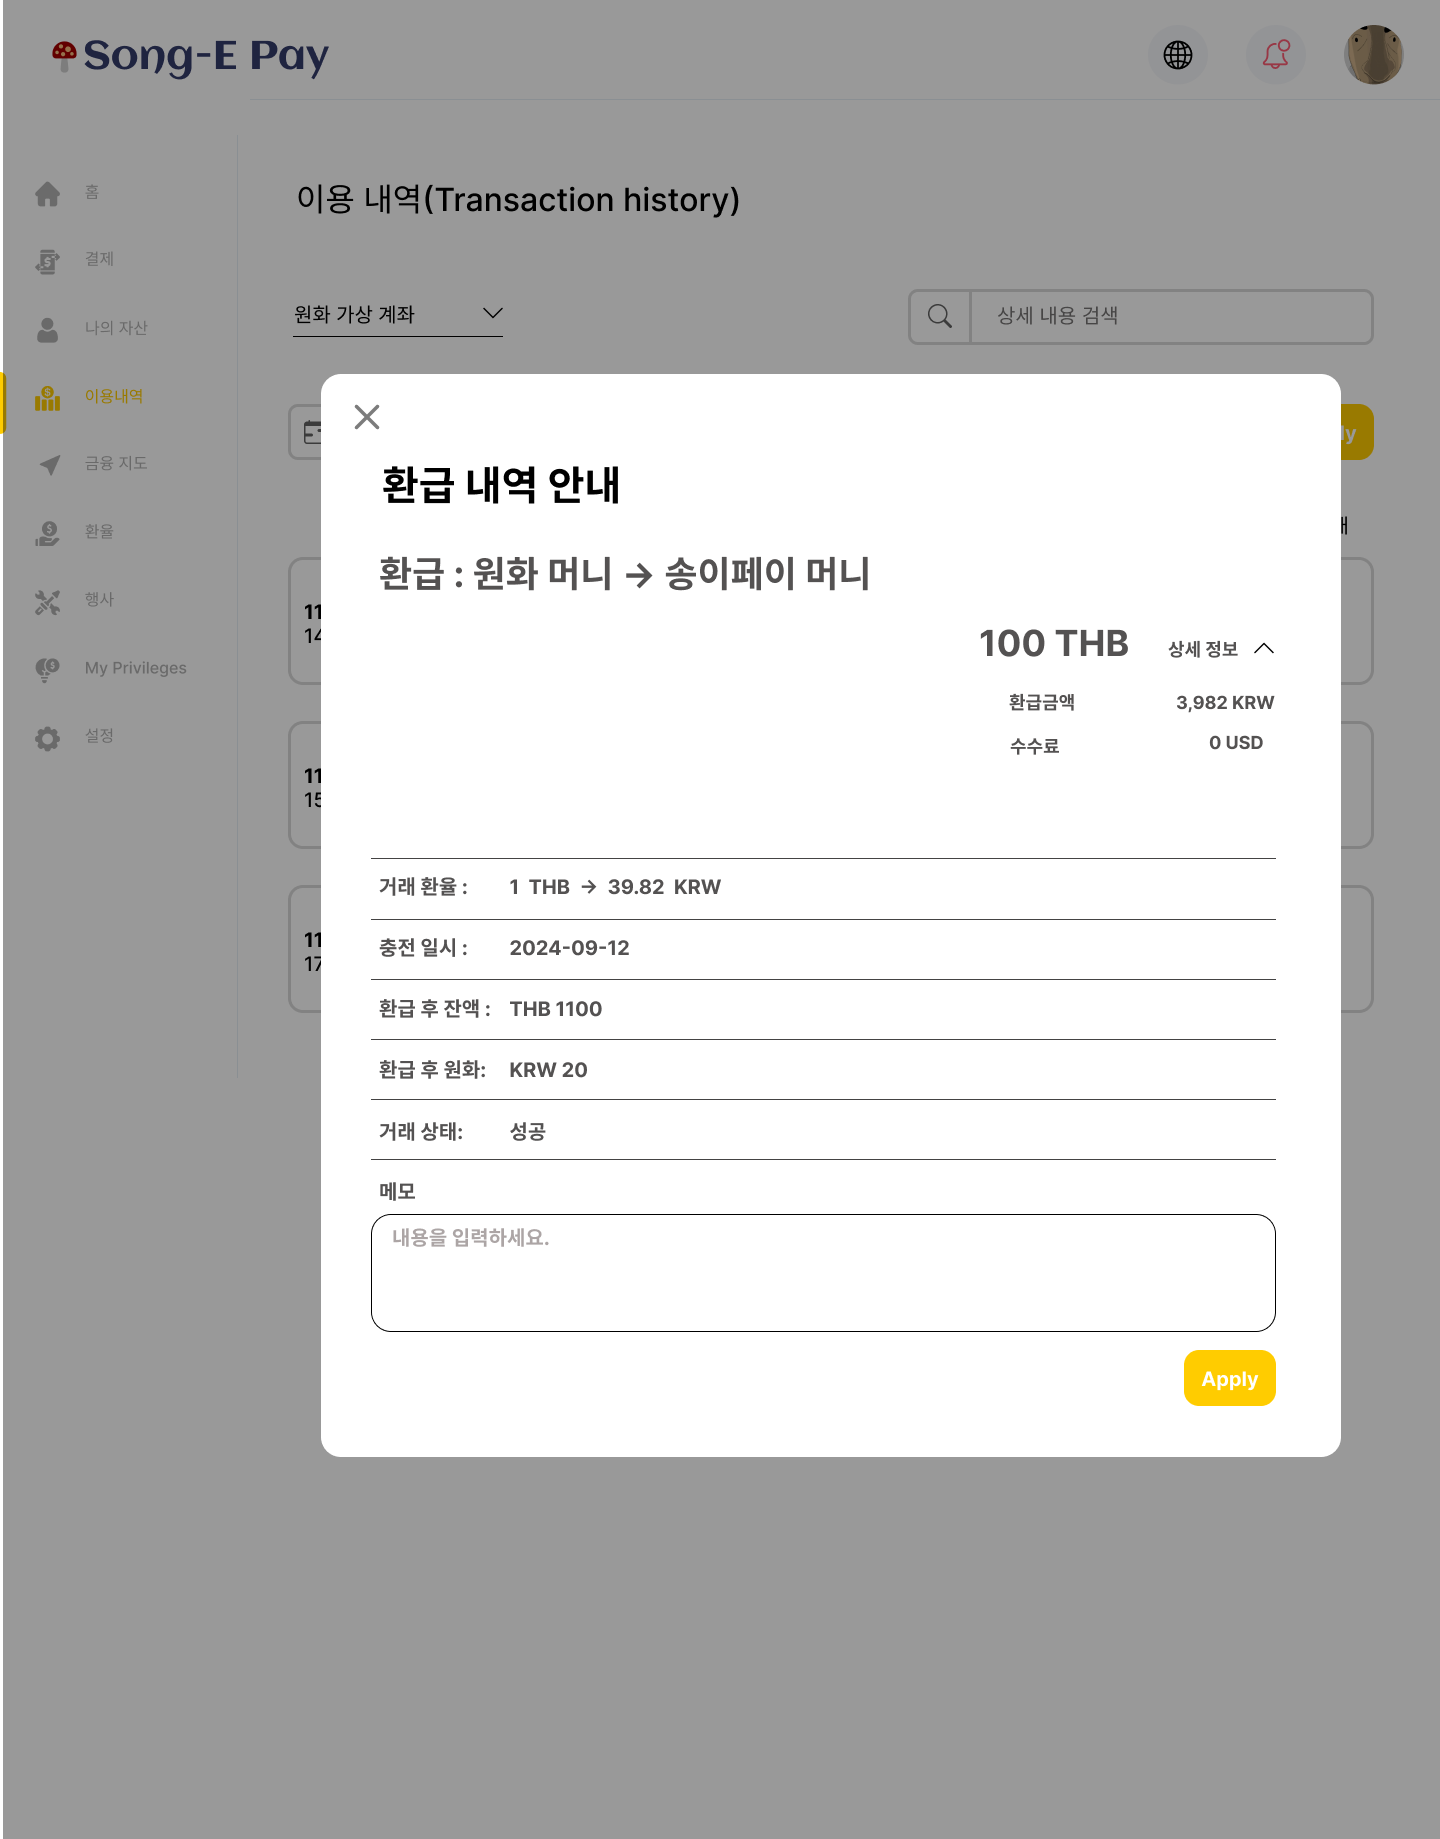 Song-E Pay
홈
결제
나의 자산
이용내역
금융 지도
환율
행사
My Privileges
설정
이용 내역(Transaction history)
원화 가상 계좌
상세 내용 검색
환급 내역 안내
환급 : 원화 머니 → 송이페이 머니
100 THB 상세 정보
환급금액 3,982 KRW
수수료 0 USD
거래 환율 : 1 THB → 39.82 KRW
충전 일시 : 2024-09-12
환급 후 잔액 : THB 1100
환급 후 원화: KRW 20
거래 상태: 성공
메모
내용을 입력하세요.
Apply